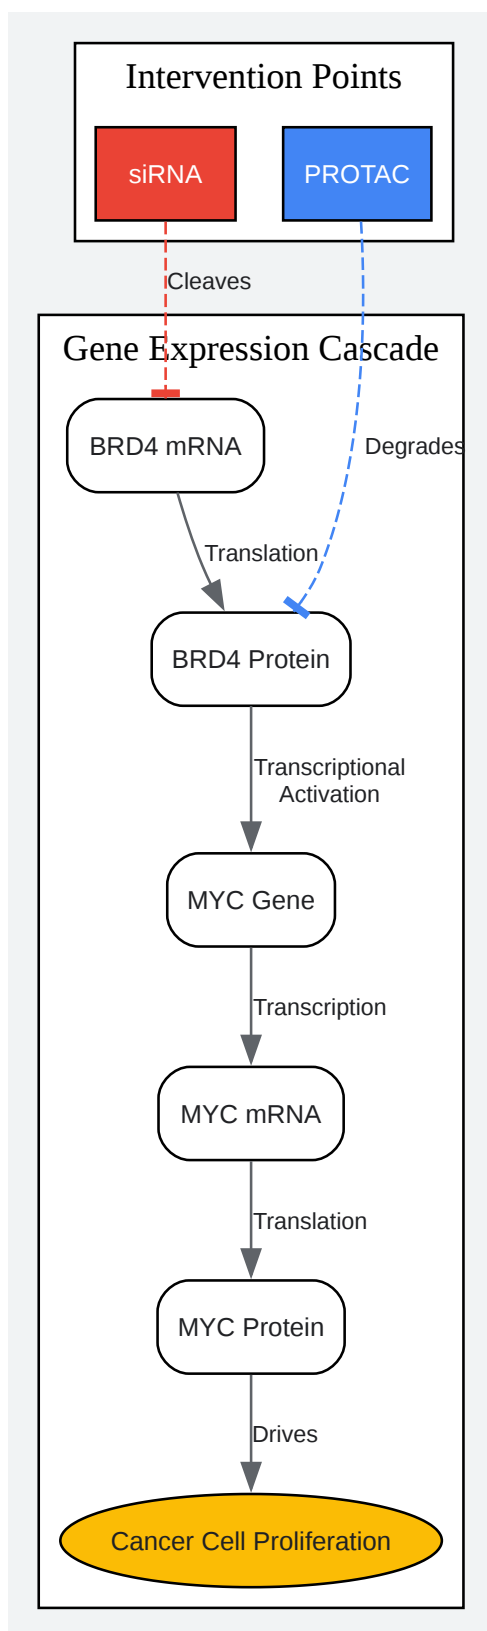 Intervention Points
siRNA
PROTAC
Cleaves
Gene Expression Cascade
BRD4 mRNA
Degrades
Translation
BRD4 Protein
Transcriptional
Activation
MYC Gene
Transcription
MYC mRNA
Translation
MYC Protein
Drives
Cancer Cell Proliferation